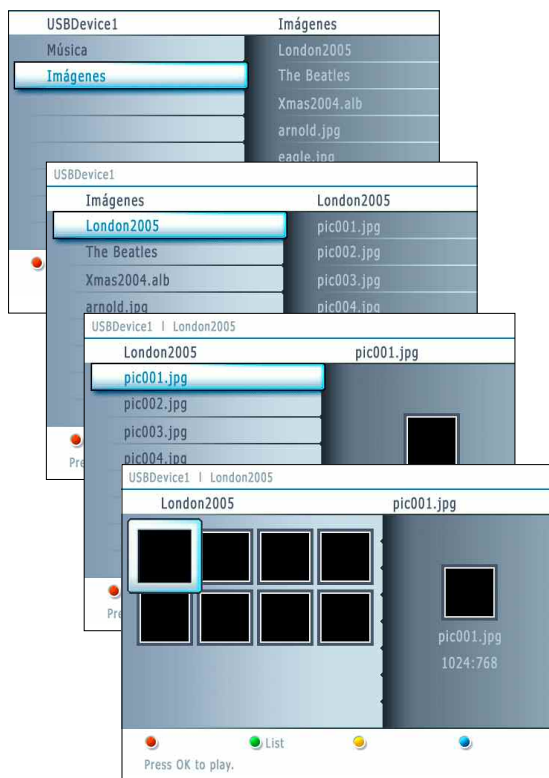 USBDevice1 Imágenes
Música London2005
Imágenes The Beatles
Xmas2004.alb
arnold.jpg
eagle.jpg
USBDevice1
Imágenes London2005
London2005 pic001.jpg
The Beatles pic002.jpg
Xmas2004.alb pic003.jpg
arnold.jpg pic004.jpg
Pre
USBDevice1 | London2005
London2005 pic001.jpg
pic001.jpg
pic002.jpg
pic003.jpg
pic004.jpg
Pre
USBDevice1 | London2005
London2005 pic001.jpg
pic001.jpg
1024:768
List
Press OK to play.